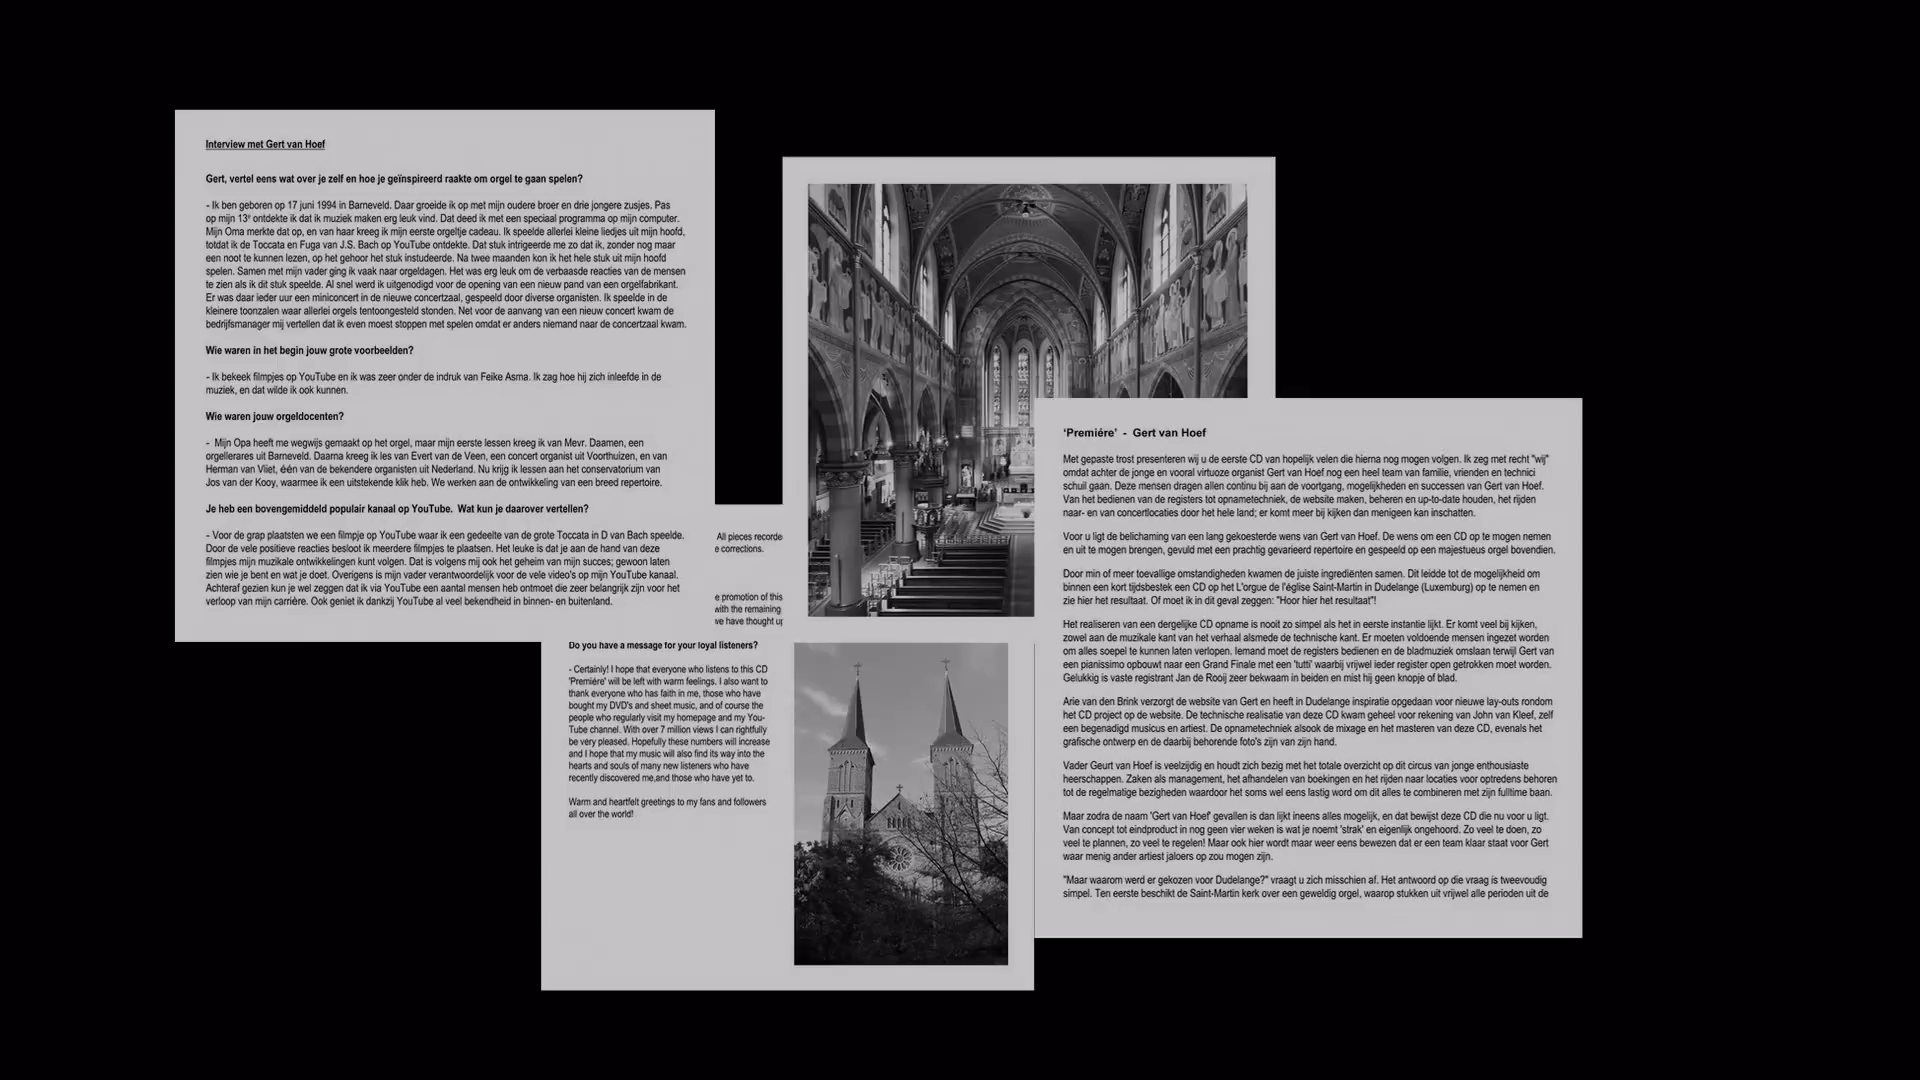 Interview met Gert van Hoef
Gert, vertel eens wat over je zelf en hoe je geïnspireerd raakte om orgel te gaan spelen?
- Ik ben geboren op 17 juni 1994 in Barneveld. Daar groeide ik op met mijn oudere broer en drie jongere zusjes. Pas
op mijn 13e ontdekte ik dat ik muziek maken erg leuk vind. Dat deed ik met een speciaal programma op mijn computer.
Mijn Oma merkte dat op, en van haar kreeg ik mijn eerste orgeltje cadeau. Ik speelde allerlei kleine liedjes uit mijn hoofd,
totdat ik de Toccata en Fuga van J.S. Bach op YouTube ontdekte. Dat stuk intrigeerde me zo dat ik, zonder nog maar
een noot te kunnen lezen, op het gehoor het stuk instudeerde. Na twee maanden kon ik het hele stuk uit mijn hoofd
spelen. Samen met mijn vader ging ik vaak naar orgeldagen. Het was erg leuk om de verbaasde reacties van de mensen
te zien als ik dit stuk speelde. Al snel werd ik uitgenodigd voor de opening van een nieuw pand van een orgelfabrikant.
Er was daar ieder uur een miniconcert in de nieuwe concertzaal, gespeeld door diverse organisten. Ik speelde in de
kleinere toonzalen waar allerlei orgels tentoongesteld stonden. Net voor de aanvang van een nieuw concert kwam de
bedrijfsmanager mij vertellen dat ik even moest stoppen met spelen omdat er anders niemand naar de concertzaal kwam.
Wie waren in het begin jouw grote voorbeelden?
- Ik bekeek filmpjes op YouTube en ik was zeer onder de indruk van Feike Asma. Ik zag hoe hij zich inleefde in de
muziek, en dat wilde ik ook kunnen.
Wie waren jouw orgeldocenten?
- Mijn Opa heeft me wegwijs gemaakt op het orgel, maar mijn eerste lessen kreeg ik van Mevr. Daamen, een
orgellerares uit Barneveld. Daarna kreeg ik les van Evert van de Veen, een concert organist uit Voorthuizen, en van
Herman van Vliet, één van de bekendere organisten uit Nederland. Nu krijg ik lessen aan het conservatorium van
Jos van der Kooy, waarmee ik een uitstekende klik heb. We werken aan de ontwikkeling van een breed repertoire.
Je heb een bovengemiddeld populair kanaal op YouTube. Wat kun je daarover vertellen?
- Voor de grap plaatsten we een filmpje op YouTube waar ik een gedeelte van de grote Toccata in D van Bach speelde.
Door de vele positieve reacties besloot ik meerdere filmpjes te plaatsen. Het leuke is dat je aan de hand van deze
filmpjes mijn muzikale ontwikkelingen kunt volgen. Dat is volgens mij ook het geheim van mijn succes; gewoon laten
zien wie je bent en wat je doet. Overigens is mijn vader verantwoordelijk voor de vele video's op mijn YouTube kanaal.
Achteraf gezien kun je wel zeggen dat ik via YouTube een aantal mensen heb ontmoet die zeer belangrijk zijn voor het
verloop van mijn carrière. Ook geniet ik dankzij YouTube al veel bekendheid in binnen- en buitenland.
All pieces recorde
e corrections.
e promotion of this
with the remaining
we have thought up
Do you have a message for your loyal listeners?
- Certainly! I hope that everyone who listens to this CD
'Premiére' will be left with warm feelings. I also want to
thank everyone who has faith in me, those who have
bought my DVD's and sheet music, and of course the
people who regularly visit my homepage and my You-
Tube channel. With over 7 million views I can rightfully
be very pleased. Hopefully these numbers will increase
and I hope that my music will also find its way into the
hearts and souls of many new listeners who have
recently discovered me,and those who have yet to.
Warm and heartfelt greetings to my fans and followers
all over the world!
'Premiére' - Gert van Hoef
Met gepaste trost presenteren wij u de eerste CD van hopelijk velen die hierna nog mogen volgen. Ik zeg met recht "wij"
omdat achter de jonge en vooral virtuoze organist Gert van Hoef nog een heel team van familie, vrienden en technici
schuil gaan. Deze mensen dragen allen continu bij aan de voortgang, mogelijkheden en successen van Gert van Hoef.
Van het bedienen van de registers tot opnametechniek, de website maken, beheren en up-to-date houden, het rijden
naar- en van concertlocaties door het hele land; er komt meer bij kijken dan menigeen kan inschatten.
Voor u ligt de belichaming van een lang gekoesterde wens van Gert van Hoef. De wens om een CD op te mogen nemen
en uit te mogen brengen, gevuld met een prachtig gevarieerd repertoire en gespeeld op een majestueus orgel bovendien.
Door min of meer toevallige omstandigheden kwamen de juiste ingrediënten samen. Dit leidde tot de mogelijkheid om
binnen een kort tijdsbestek een CD op het L'orgue de l'église Saint-Martin in Dudelange (Luxemburg) op te nemen en
zie hier het resultaat. Of moet ik in dit geval zeggen: "Hoor hier het resultaat"!
Het realiseren van een dergelijke CD opname is nooit zo simpel als het in eerste instantie lijkt. Er komt veel bij kijken,
zowel aan de muzikale kant van het verhaal alsmede de technische kant. Er moeten voldoende mensen ingezet worden
om alles soepel te kunnen laten verlopen. Iemand moet de registers bedienen en de bladmuziek omslaan terwijl Gert van
een pianissimo opbouwt naar een Grand Finale met een 'tutti' waarbij vrijwel ieder register open getrokken moet worden.
Gelukkig is vaste registrant Jan de Rooij zeer bekwaam in beiden en mist hij geen knopje of blad.
Arie van den Brink verzorgt de website van Gert en heeft in Dudelange inspiratie opgedaan voor nieuwe lay-outs rondom
het CD project op de website. De technische realisatie van deze CD kwam geheel voor rekening van John van Kleef, zelf
een begenadigd musicus en artiest. De opnametechniek alsook de mixage en het masteren van deze CD, evenals het
grafische ontwerp en de daarbij behorende foto's zijn van zijn hand.
Vader Geurt van Hoef is veelzijdig en houdt zich bezig met het totale overzicht op dit circus van jonge enthousiaste
heerschappen. Zaken als management, het afhandelen van boekingen en het rijden naar locaties voor optredens behoren
tot de regelmatige bezigheden waardoor het soms wel eens lastig word om dit alles te combineren met zijn fulltime baan.
Maar zodra de naam 'Gert van Hoef' gevallen is dan lijkt ineens alles mogelijk, en dat bewijst deze CD die nu voor u ligt.
Van concept tot eindproduct in nog geen vier weken is wat je noemt 'strak' en eigenlijk ongehoord. Zo veel te doen, zo
veel te plannen, zo veel te regelen! Maar ook hier wordt maar weer eens bewezen dat er een team klaar staat voor Gert
waar menig ander artiest jaloers op zou mogen zijn.
"Maar waarom werd er gekozen voor Dudelange?" vraagt u zich misschien af. Het antwoord op die vraag is tweevoudig
simpel. Ten eerste beschikt de Saint-Martin kerk over een geweldig orgel, waarop stukken uit vrijwel alle perioden uit de